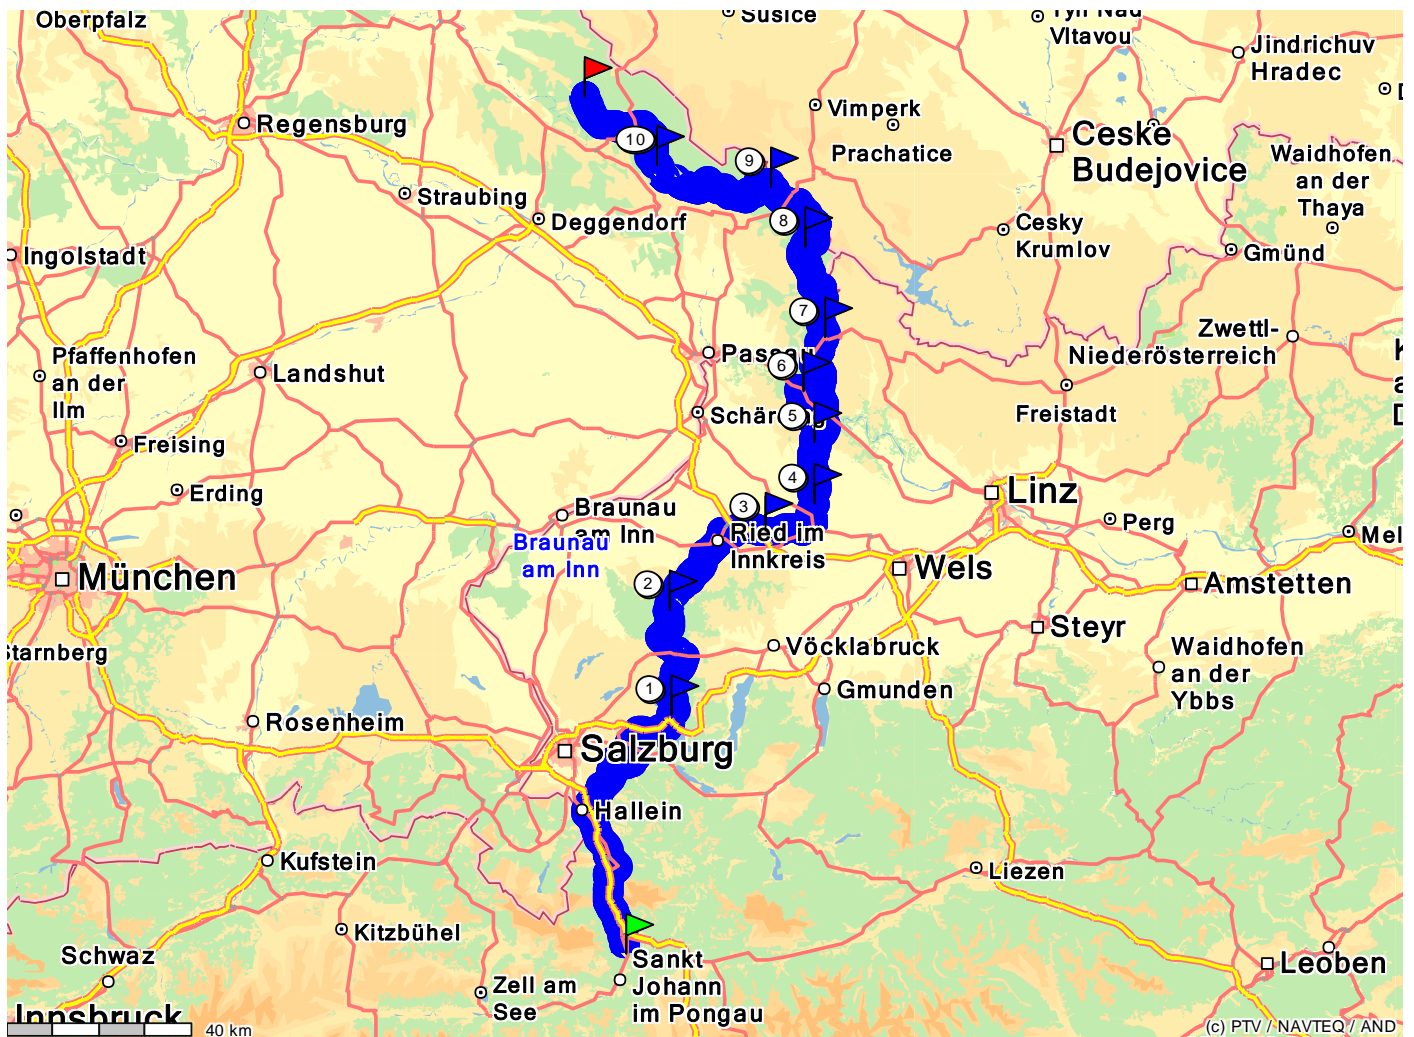 Oberpfalz
Susice
Vltavou
Jindrichuv
Hradec
Regensburg
10
9
Vimperk
Prachatice
Ceske
Budejovice
Waidhofen
an der
Thaya
Straubing
Deggendorf
8
Cesky
Krumlov
Gmünd
Ingolstadt
7
Zwettl-
Niederösterreich
Pfaffenhofen
an der
Ilm
Landshut
6
Freistadt
5
Freising
Erding
4
3
Linz
Perg
Braunau
am Inn
Braunau
am Inn
Ried im
Innkreis
Wels
Amstetten
München
2
Steyr
Starnberg
Vöcklabruck
Waidhofen
an der
Ybbs
1
Gmunden
Rosenheim
Salzburg
Hallein
Kufstein
Liezen
Kitzbühel
Schwaz
Sankt
Johann
im Pongau
Zell am
See
Leoben
Innsbruck
40 km
(c) PTV / NAVTEQ / AND